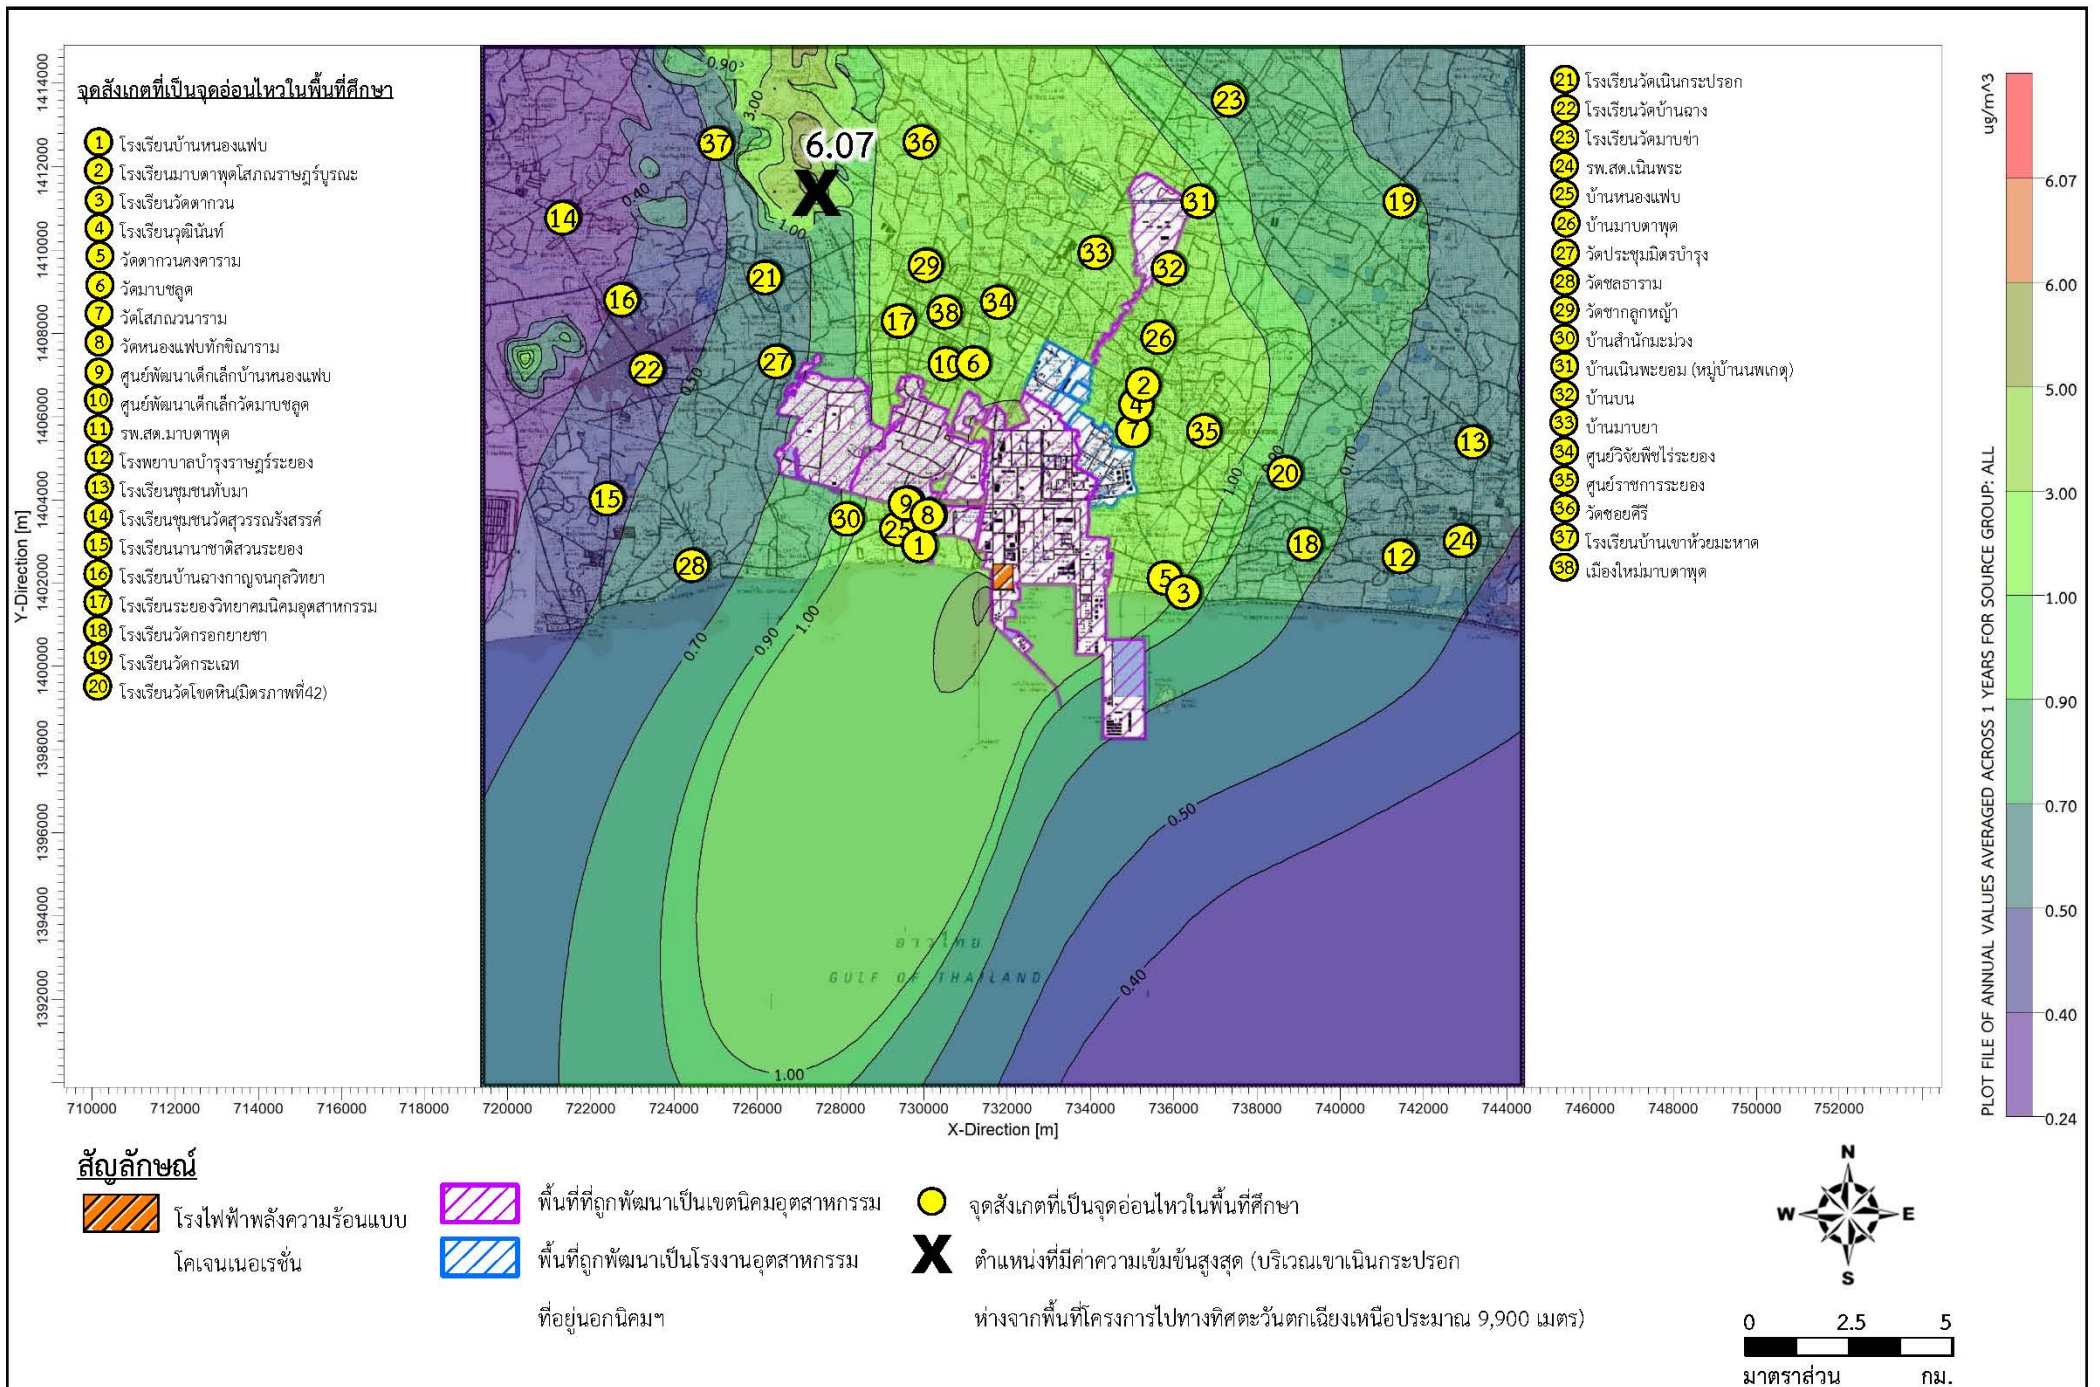 จุดสังเกตที่เป็นจุดอ่อนไหวในพื้นที่ศึกษา
1 โรงเรียนบ้านหนองแฟบ
2 โรงเรียนมาบตาพุดโสภณราษฎร์บูรณะ
3 โรงเรียนวัดตากวน
4 โรงเรียนวุฒินันท์
5 วัดตากวนคงคาราม
6 วัดมาบชลูด
7 วัดโสภณวนาราม
8 วัดหนองแฟบทักขิณาราม
9 ศูนย์พัฒนาเด็กเล็กบ้านหนองแฟบ
10 ศูนย์พัฒนาเด็กเล็กวัดมาบชลูด
11 รพ.สต.มาบตาพุด
12 โรงพยาบาลบำรุงราษฎร์ระยอง
13 โรงเรียนชุมชนทับมา
14 โรงเรียนชุมชนวัดสุวรรณรังสรรค์
15 โรงเรียนนานาชาติสวนระยอง
16 โรงเรียนบ้านฉางกาญจนกุลวิทยา
17 โรงเรียนระยองวิทยาคมนิคมอุตสาหกรรม
18 โรงเรียนวัดกรอกยายชา
19 โรงเรียนวัดกระเฉท
20 โรงเรียนวัดโขดหิน(มิตรภาพที่42)
21 โรงเรียนวัดเนินกระปรอก
22 โรงเรียนวัดบ้านฉาง
23 โรงเรียนวัดมาบข่า
24 รพ.สต.เนินพระ
25 บ้านหนองแฟบ
26 บ้านมาบตาพุด
27 วัดประชุมมิตรบำรุง
28 วัดชลธาราม
29 วัดชากลูกหญ้า
30 บ้านสำนักมะม่วง
31 บ้านเนินพะยอม (หมู่บ้านนพเกตุ)
32 บ้านบน
33 บ้านมาบยา
34 ศูนย์วิจัยพืชไร่ระยอง
35 ศูนย์ราชการระยอง
36 วัดซอยคีรี
37 โรงเรียนบ้านเขาห้วยมะหาด
38 เมืองใหม่มาบตาพุด
ug/m^3
6.07
6.00
5.00
3.00
1.00
0.90
0.70
0.50
0.40
0.24
PLOT FILE OF ANNUAL VALUES AVERAGED ACROSS 1 YEARS FOR SOURCE GROUP: ALL
Y-Direction [m]
1414000
1412000
1410000
1408000
1406000
1404000
1402000
1400000
1398000
1396000
1394000
1392000
0.90
3.00
23
37
6.07
36
X
0.40
14
1.00
31
19
33
29
32
21
16
38
34
17
26
27
10
6
22
2
0.50
4
7
35
13
0.90
0.70
20
1.00
15
9
8
30
25
1
18
12
24
28
5
3
1.00
0.90
0.70
0.50
อ่าวไทย
GULF OF THAILAND
0.40
1.00
710000 712000 714000 716000 718000 720000 722000 724000 726000 728000 730000 732000 734000 736000 738000 740000 742000 744000 746000 748000 750000 752000
X-Direction [m]
สัญลักษณ์
โรงไฟฟ้าพลังความร้อนแบบ
โคเจนเนอเรชั่น
พื้นที่ที่ถูกพัฒนาเป็นเขตนิคมอุตสาหกรรม
พื้นที่ถูกพัฒนาเป็นโรงงานอุตสาหกรรม
ที่อยู่นอกนิคมฯ
จุดสังเกตที่เป็นจุดอ่อนไหวในพื้นที่ศึกษา
X ตำแหน่งที่มีค่าความเข้มข้นสูงสุด (บริเวณเขาเนินกระปรอก
ห่างจากพื้นที่โครงการไปทางทิศตะวันตกเฉียงเหนือประมาณ 9,900 เมตร)
N
W E
S
0 2.5 5
มาตราส่วน กม.